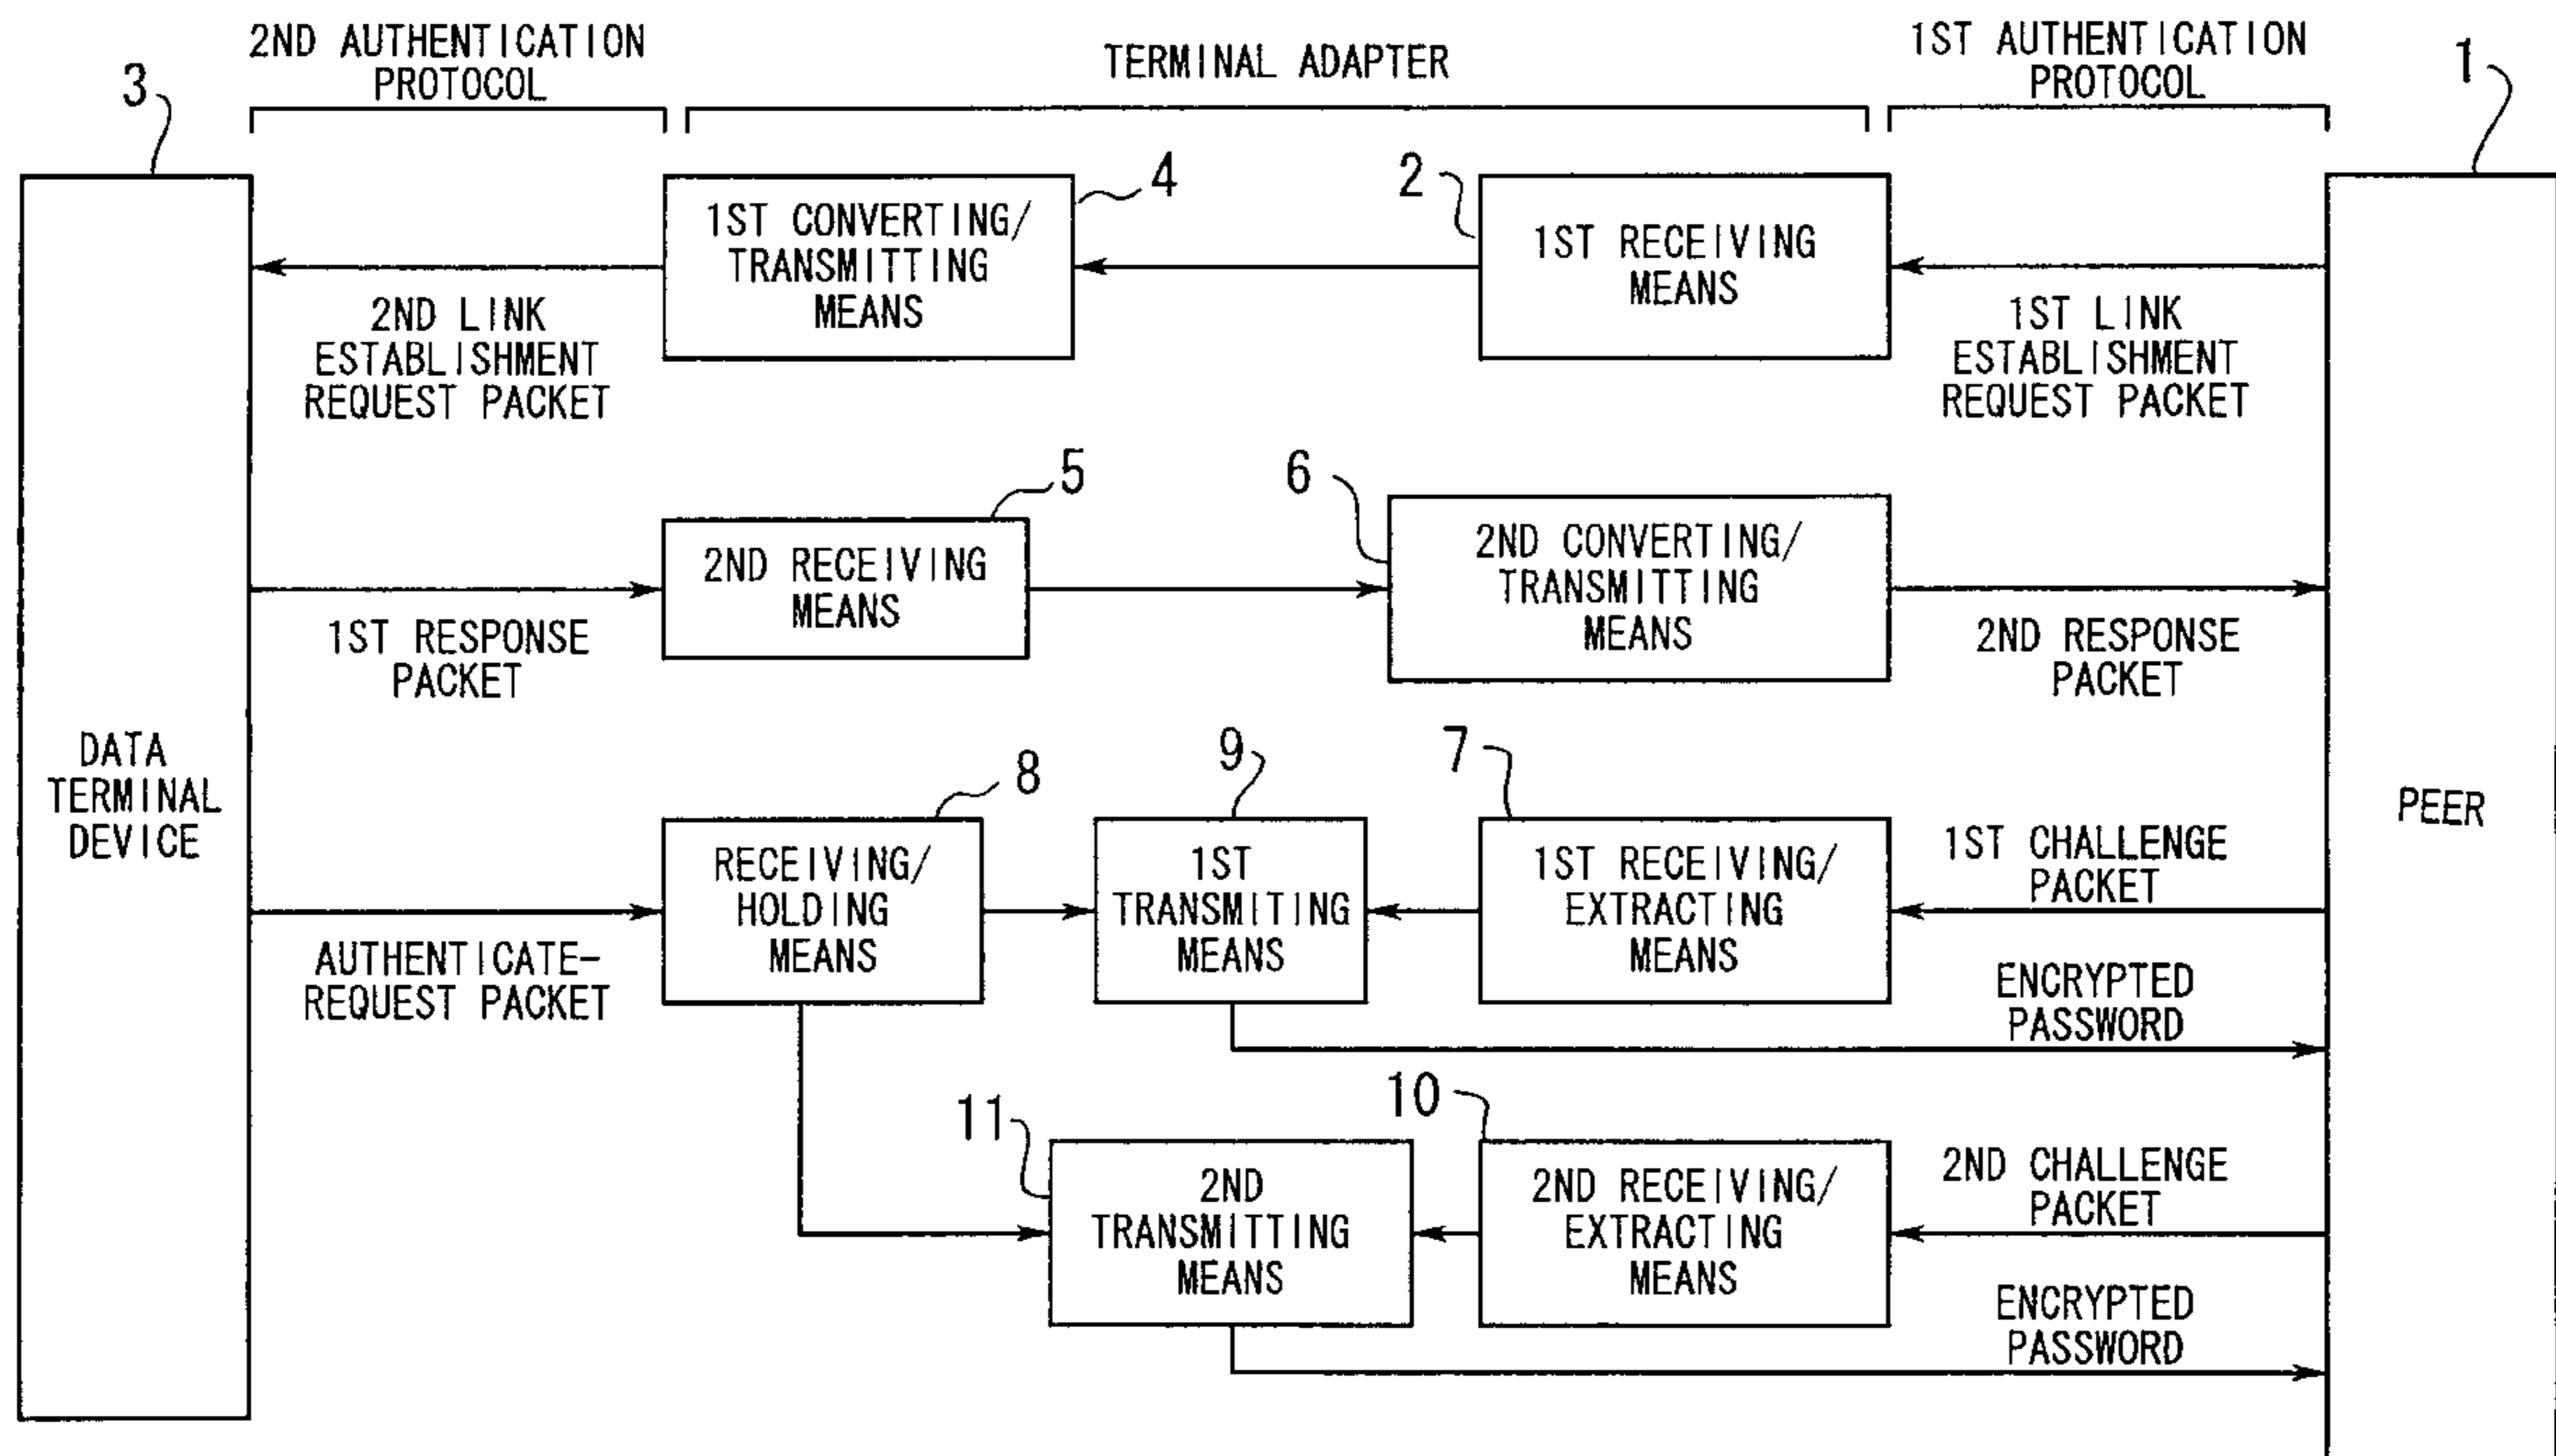 2ND AUTHENTICATION
PROTOCOL
TERMINAL ADAPTER
1ST AUTHENTICATION
PROTOCOL
3
1
4
2
1ST CONVERTING/
TRANSMITTING
MEANS
1ST RECEIVING
MEANS
2ND LINK
ESTABLISHMENT
REQUEST PACKET
1ST LINK
ESTABLISHMENT
REQUEST PACKET
5
6
2ND RECEIVING
MEANS
2ND CONVERTING/
TRANSMITTING
MEANS
1ST RESPONSE
PACKET
2ND RESPONSE
PACKET
DATA
TERMINAL
DEVICE
8
9
7
PEER
RECEIVING/
HOLDING
MEANS
1ST
TRANSMITING
MEANS
1ST RECEIVING/
EXTRACTING
MEANS
1ST CHALLENGE
PACKET
AUTHENTICATE-
REQUEST PACKET
ENCRYPTED
PASSWORD
11
10
2ND
TRANSMITTING
MEANS
2ND RECEIVING/
EXTRACTING
MEANS
2ND CHALLENGE
PACKET
ENCRYPTED
PASSWORD